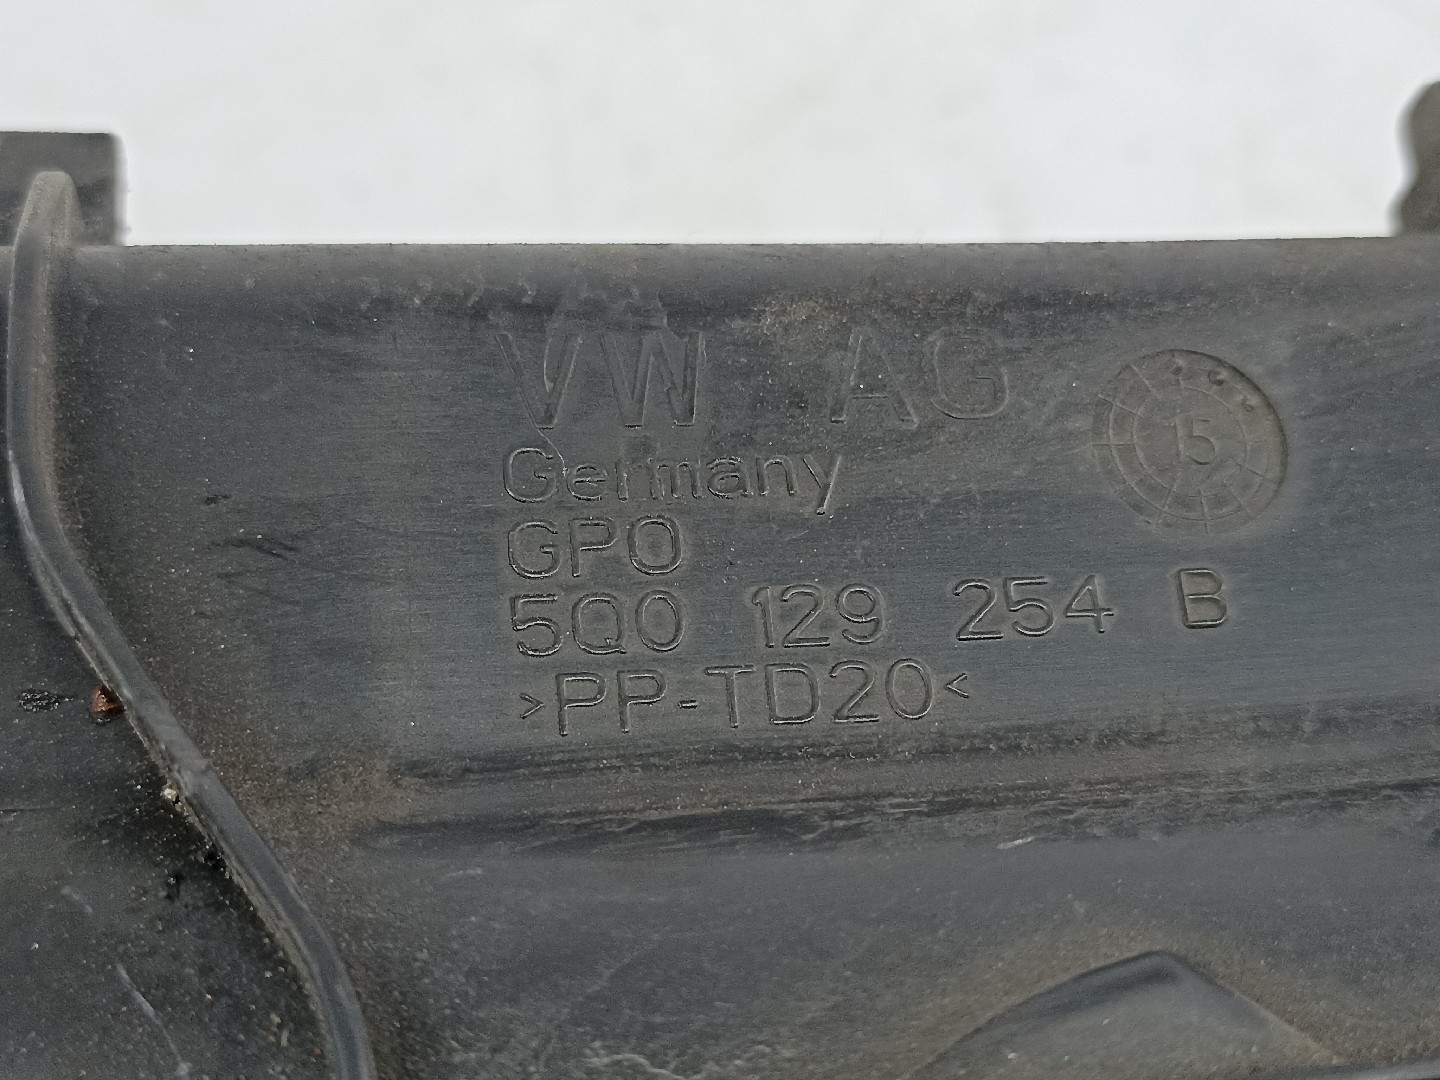 VW AG
15
Germany
GPO
5Q0 129 254 B
>PP-TD20<